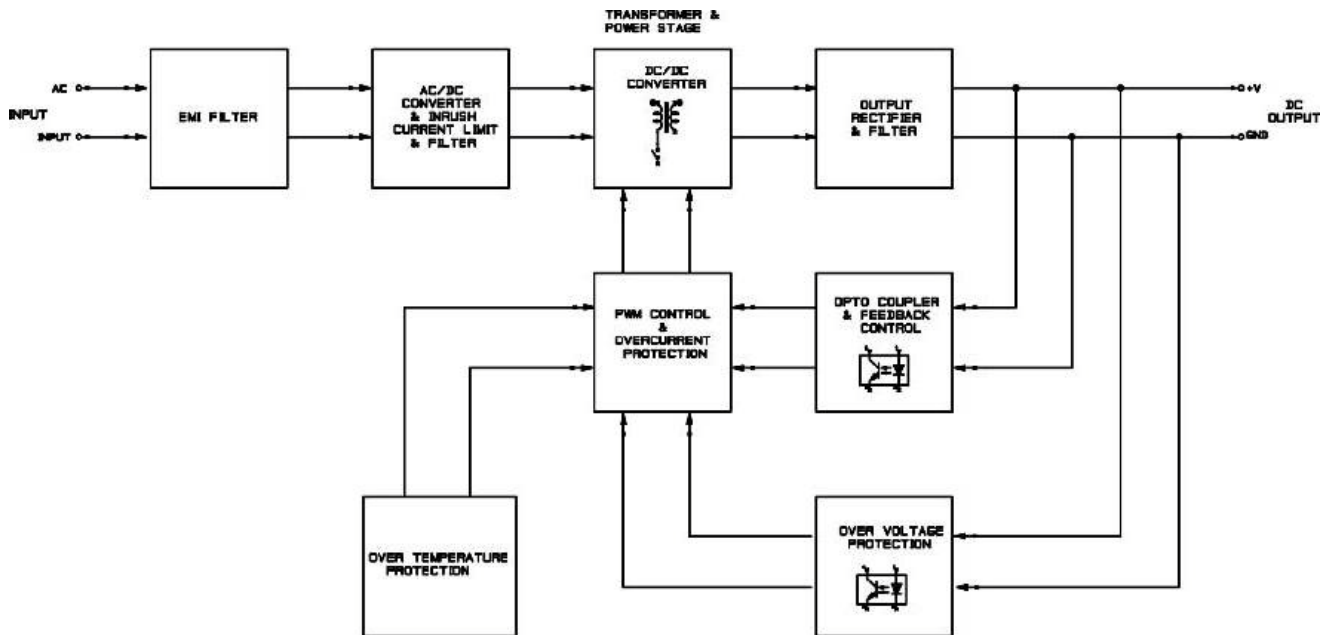 TRANSFORMER &
POWER STAGE
AC
INPUT
INPUT
EMI FILTER
AC/DC
CONVERTER
& INRUSH
CURRENT LIMIT
& FILTER
DC/DC
CONVERTER
OUTPUT
RECTIFIER
& FILTER
+V
DC
OUTPUT
GND
PWM CONTROL
&
OVERCURRENT
PROTECTION
OPTO COUPLER
& FEEDBACK
CONTROL
OVER TEMPERATURE
PROTECTION
OVER VOLTAGE
PROTECTION